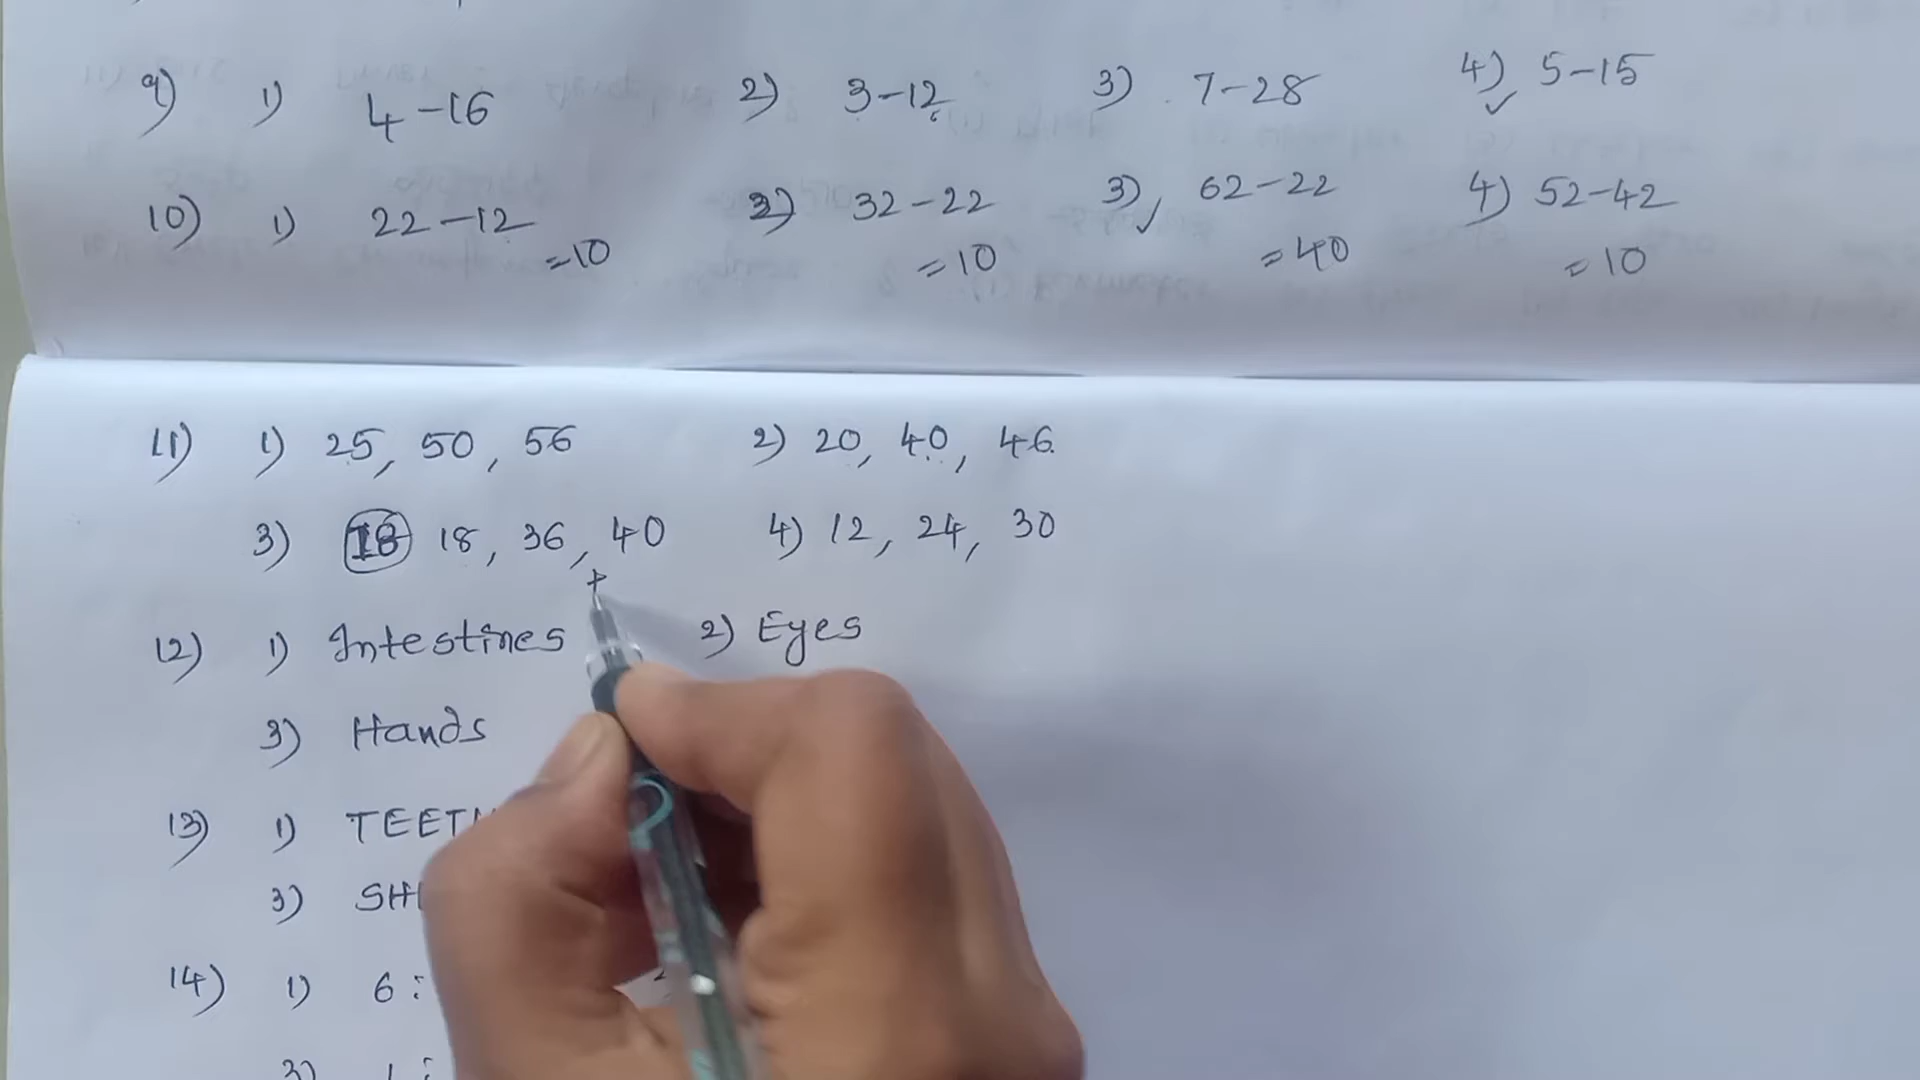 9) 1) 4-16 2) 3-12 3) 7-28 4) 5-15
10) 1) 22-12 2) 32-22 3) 62-22 4) 52-42
=10 =10 =40 =10
11) 1) 25, 50, 56 2) 20, 40, 46
3) 18 18, 36, 40 4) 12, 24, 30
+
12) 1) Intestines 2) Eyes
3) Hands
13) 1)
3)
14) 1) 6:
3) 1: